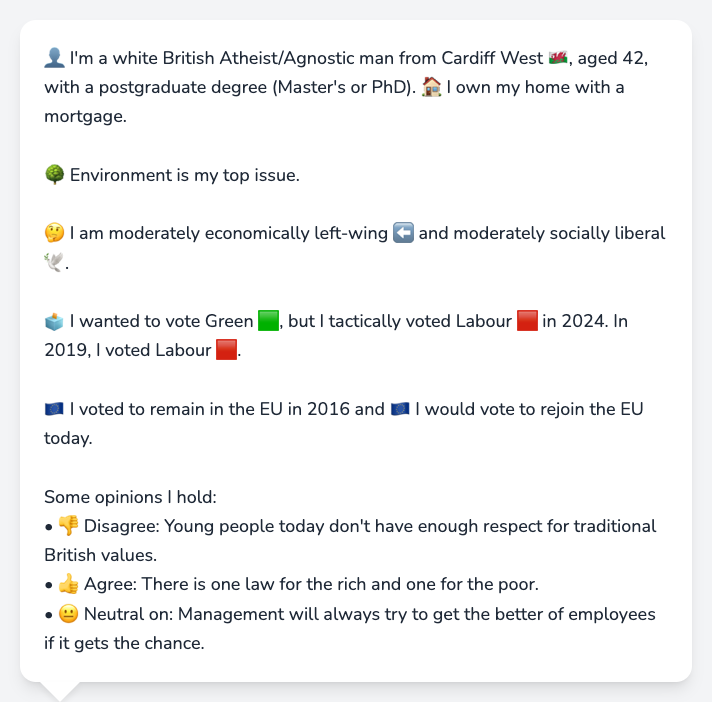 👤 I'm a white British Atheist/Agnostic man from Cardiff West 🏴󠁧󠁢󠁷󠁬󠁳󠁿, aged 42,
with a postgraduate degree (Master's or PhD). 🏠 I own my home with a
mortgage.
🌳 Environment is my top issue.
🤔 I am moderately economically left-wing ⬅️ and moderately socially liberal
🕊️.
🗳️ I wanted to vote Green 🟩, but I tactically voted Labour 🟥 in 2024. In
2019, I voted Labour 🟥.
🇪🇺 I voted to remain in the EU in 2016 and 🇪🇺 I would vote to rejoin the EU
today.
Some opinions I hold:
• 👎 Disagree: Young people today don't have enough respect for traditional
British values.
• 👍 Agree: There is one law for the rich and one for the poor.
• 😐 Neutral on: Management will always try to get the better of employees
if it gets the chance.